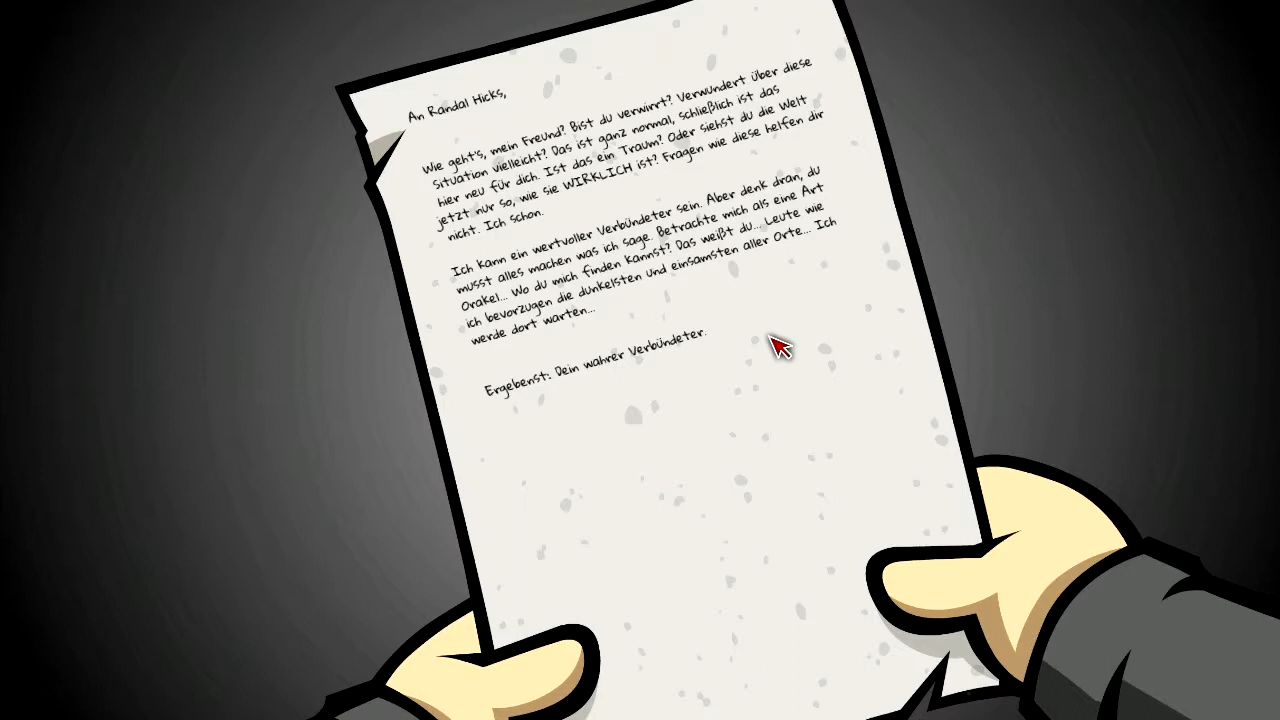 An Randal Hicks,
Wie geht's, mein Freund? Bist du verwirrt? Verwundert über diese
Situation vielleicht? Das ist ganz normal, schließlich ist das
hier neu für dich. Ist das ein Traum? Oder siehst du die Welt
jetzt nur so, wie sie WIRKLICH ist? Fragen wie diese helfen dir
nicht. Ich schon.
Ich kann ein wertvoller Verbündeter sein. Aber denk dran, du
musst alles machen was ich sage. Betrachte mich als eine Art
Orakel... Wo du mich finden kannst? Das weißt du... Leute wie
ich bevorzugen die dunkelsten und einsamsten aller Orte... Ich
werde dort warten...
Ergebenst: Dein wahrer Verbündeter.